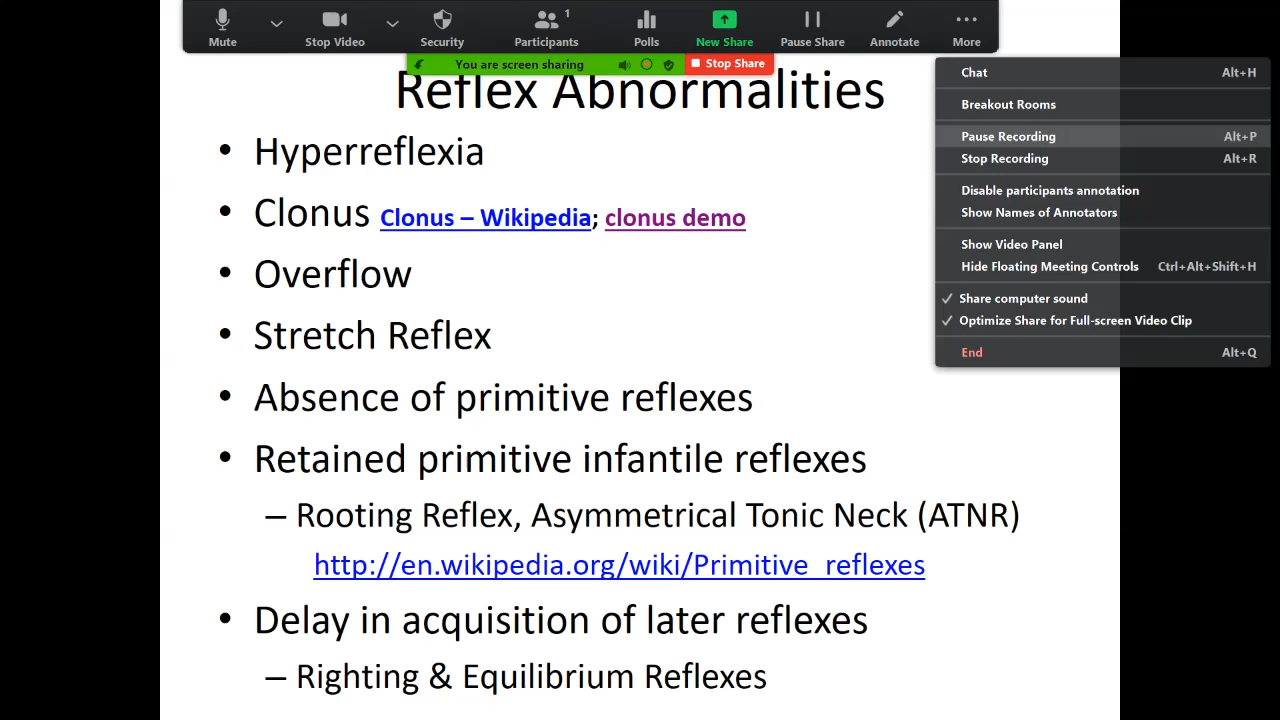 1
Mute
Stop Video
Security
Participants
Polls
New Share
Pause Share
Annotate
More
You are screen sharing
Stop Share
Chat Alt+H
Breakout Rooms
Pause Recording Alt+P
Stop Recording Alt+R
Disable participants annotation
Show Names of Annotators
Show Video Panel
Hide Floating Meeting Controls Ctrl+Alt+Shift+H
Share computer sound
Optimize Share for Full-screen Video Clip
End Alt+Q
Reflex Abnormalities
• Hyperreflexia
• Clonus Clonus – Wikipedia; clonus demo
• Overflow
• Stretch Reflex
• Absence of primitive reflexes
• Retained primitive infantile reflexes
– Rooting Reflex, Asymmetrical Tonic Neck (ATNR)
http://en.wikipedia.org/wiki/Primitive_reflexes
• Delay in acquisition of later reflexes
– Righting & Equilibrium Reflexes